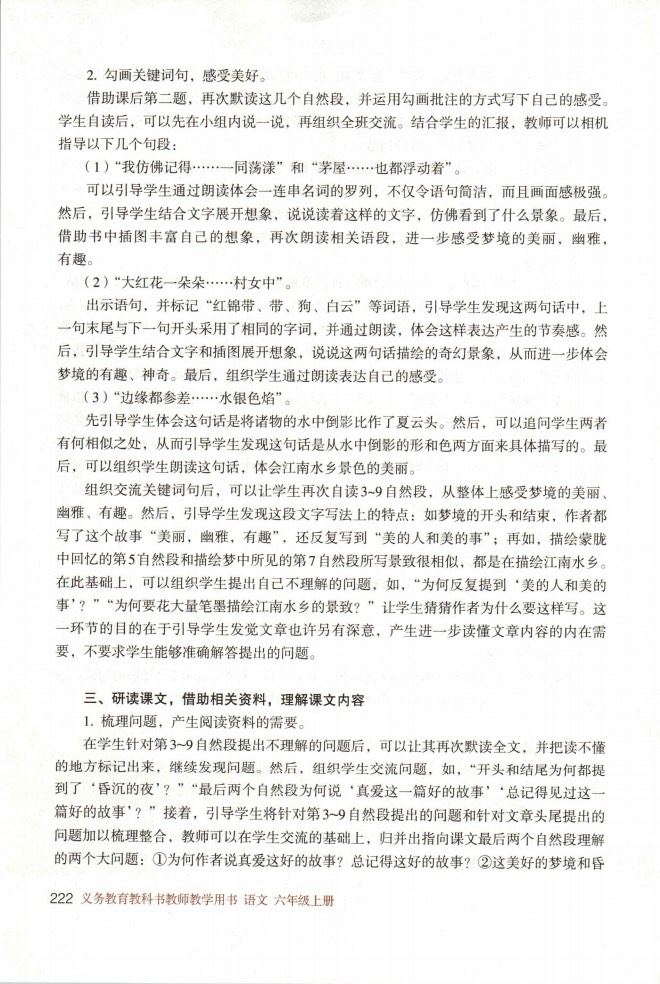 2. 勾画关键词句，感受美好。
借助课后第二题，再次默读这几个自然段，并运用勾画批注的方式写下自己的感受。
学生自读后，可以先在小组内说一说，再组织全班交流。结合学生的汇报，教师可以相机
指导以下几个句段：
（1）“我仿佛记得……一同荡漾”和“茅屋……也都浮动着”。
可以引导学生通过朗读体会一连串名词的罗列，不仅令语句简洁，而且画面感极强。
然后，引导学生结合文字展开想象，说说读着这样的文字，仿佛看到了什么景象。最后，
借助书中插图丰富自己的想象，再次朗读相关语段，进一步感受梦境的美丽，幽雅，
有趣。
（2）“大红花一朵朵……村女中”。
出示语句，并标记“红锦带、带、狗、白云”等词语，引导学生发现这两句话中，上
一句末尾与下一句开头采用了相同的字词，并通过朗读，体会这样表达产生的节奏感。然
后，引导学生结合文字和插图展开想象，说说这两句话描绘的奇幻景象，从而进一步体会
梦境的有趣、神奇。最后，组织学生通过朗读表达自己的感受。
（3）“边缘都参差……水银色焰”。
先引导学生体会这句话是将诸物的水中倒影比作了夏云头。然后，可以追问学生两者
有何相似之处，从而引导学生发现这句话是从水中倒影的形和色两方面来具体描写的。最
后，可以组织学生朗读这句话，体会江南水乡景色的美丽。
组织交流关键词句后，可以让学生再次自读3~9自然段，从整体上感受梦境的美丽、
幽雅、有趣。然后，引导学生发现这段文字写法上的特点：如梦境的开头和结束，作者都
写了这个故事“美丽，幽雅，有趣”，还反复写到“美的人和美的事”；再如，描绘蒙胧
中回忆的第5自然段和描绘梦中所见的第7自然段所写景致很相似，都是在描绘江南水乡。
在此基础上，可以组织学生提出自己不理解的问题，如，“为何反复提到‘美的人和美的
事’？”“为何要花大量笔墨描绘江南水乡的景致？”让学生猜猜作者为什么要这样写。这
一环节的目的在于引导学生发觉文章也许另有深意，产生进一步读懂文章内容的内在需
要，不要求学生能够准确解答提出的问题。
三、研读课文，借助相关资料，理解课文内容
1. 梳理问题，产生阅读资料的需要。
在学生针对第3~9自然段提出不理解的问题后，可以让其再次默读全文，并把读不懂
的地方标记出来，继续发现问题。然后，组织学生交流问题，如，“开头和结尾为何都提
到了‘昏沉的夜’？”“最后两个自然段为何说‘真爱这一篇好的故事’‘总记得见过这一
篇好的故事’？”接着，引导学生将针对第3~9自然段提出的问题和针对文章头尾提出的
问题加以梳理整合，教师可以在学生交流的基础上，归并出指向课文最后两个自然段理解
的两个大问题：①为何作者说真爱这好的故事？总记得这好的故事？②这美好的梦境和昏
222 义务教育教科书教师教学用书 语文 六年级上册